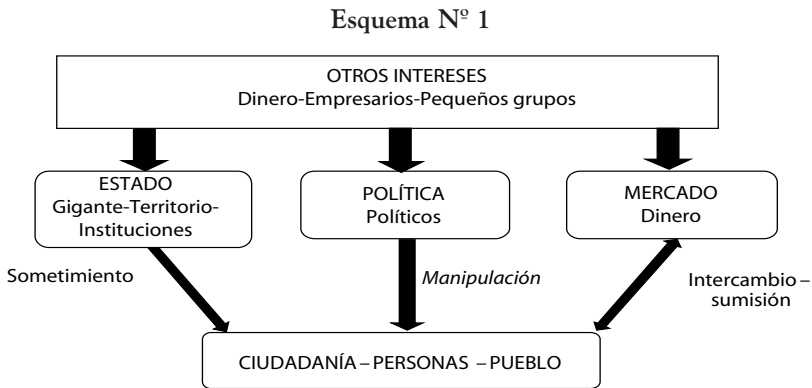 Esquema Nº 1
OTROS INTERESES
Dinero-Empresarios-Pequeños grupos
ESTADO
Gigante-Territorio-
Instituciones
POLÍTICA
Políticos
MERCADO
Dinero
Sometimiento
Manipulación
Intercambio –
sumisión
CIUDADANÍA – PERSONAS – PUEBLO